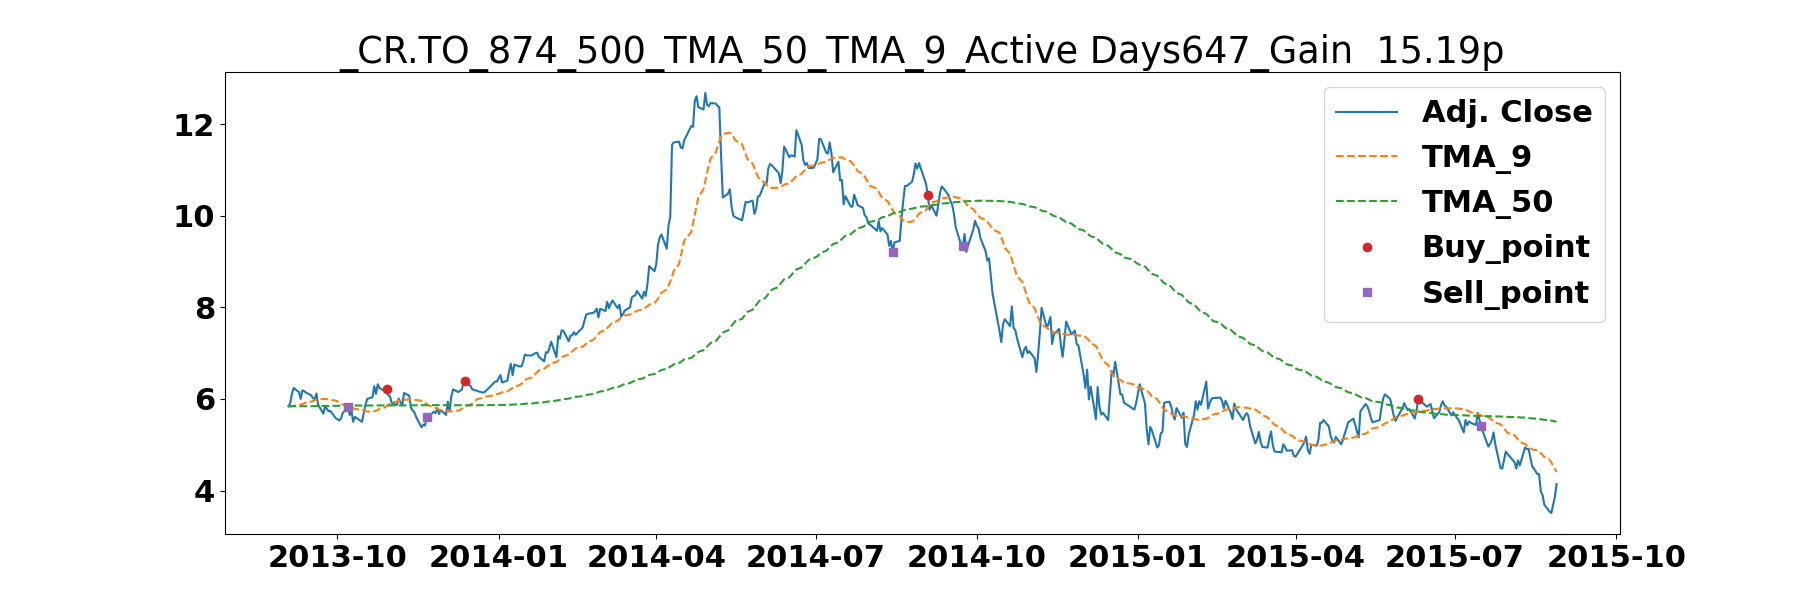 _CR.TO_874_500_TMA_50_TMA_9_Active Days647_Gain  15.19p
12
10
8
6
4
Adj. Close
TMA_9
TMA_50
Buy_point
Sell_point
2013-10 2014-01 2014-04 2014-07 2014-10 2015-01 2015-04 2015-07 2015-10